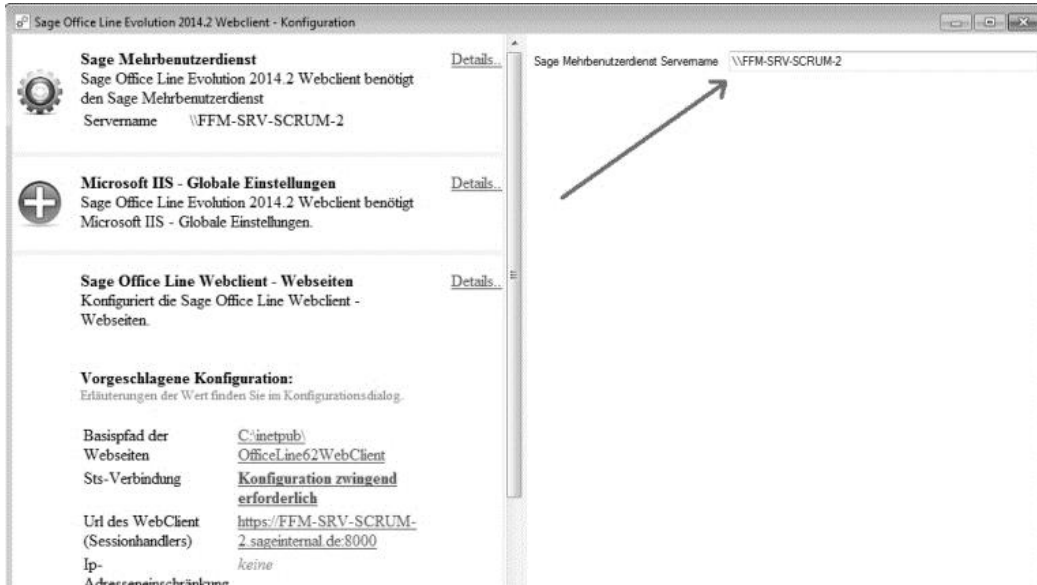 Sage Office Line Evolution 2014.2 Webclient - Konfiguration
Sage Mehrbenutzerdienst
Details..
Sage Office Line Evolution 2014.2 Webclient benötigt
den Sage Mehrbenutzerdienst
Servername \\FFM-SRV-SCRUM-2
Microsoft IIS - Globale Einstellungen
Details..
Sage Office Line Evolution 2014.2 Webclient benötigt
Microsoft IIS - Globale Einstellungen.
Sage Office Line Webclient - Webseiten
Details..
Konfiguriert die Sage Office Line Webclient -
Webseiten.
Vorgeschlagene Konfiguration:
Erläuterungen der Wert finden Sie im Konfigurationsdialog.
Basispfad der
Webseiten
C:\inetpub\
OfficeLine62WebClient
Sts-Verbindung
Konfiguration zwingend
erforderlich
Url des WebClient
(Sessionhandlers)
https://FFM-SRV-SCRUM-
2.sageinternal.de:8000
Ip-
Adresseneinschränkung
keine
Sage Mehrbenutzerdienst Servername
\\FFM-SRV-SCRUM-2